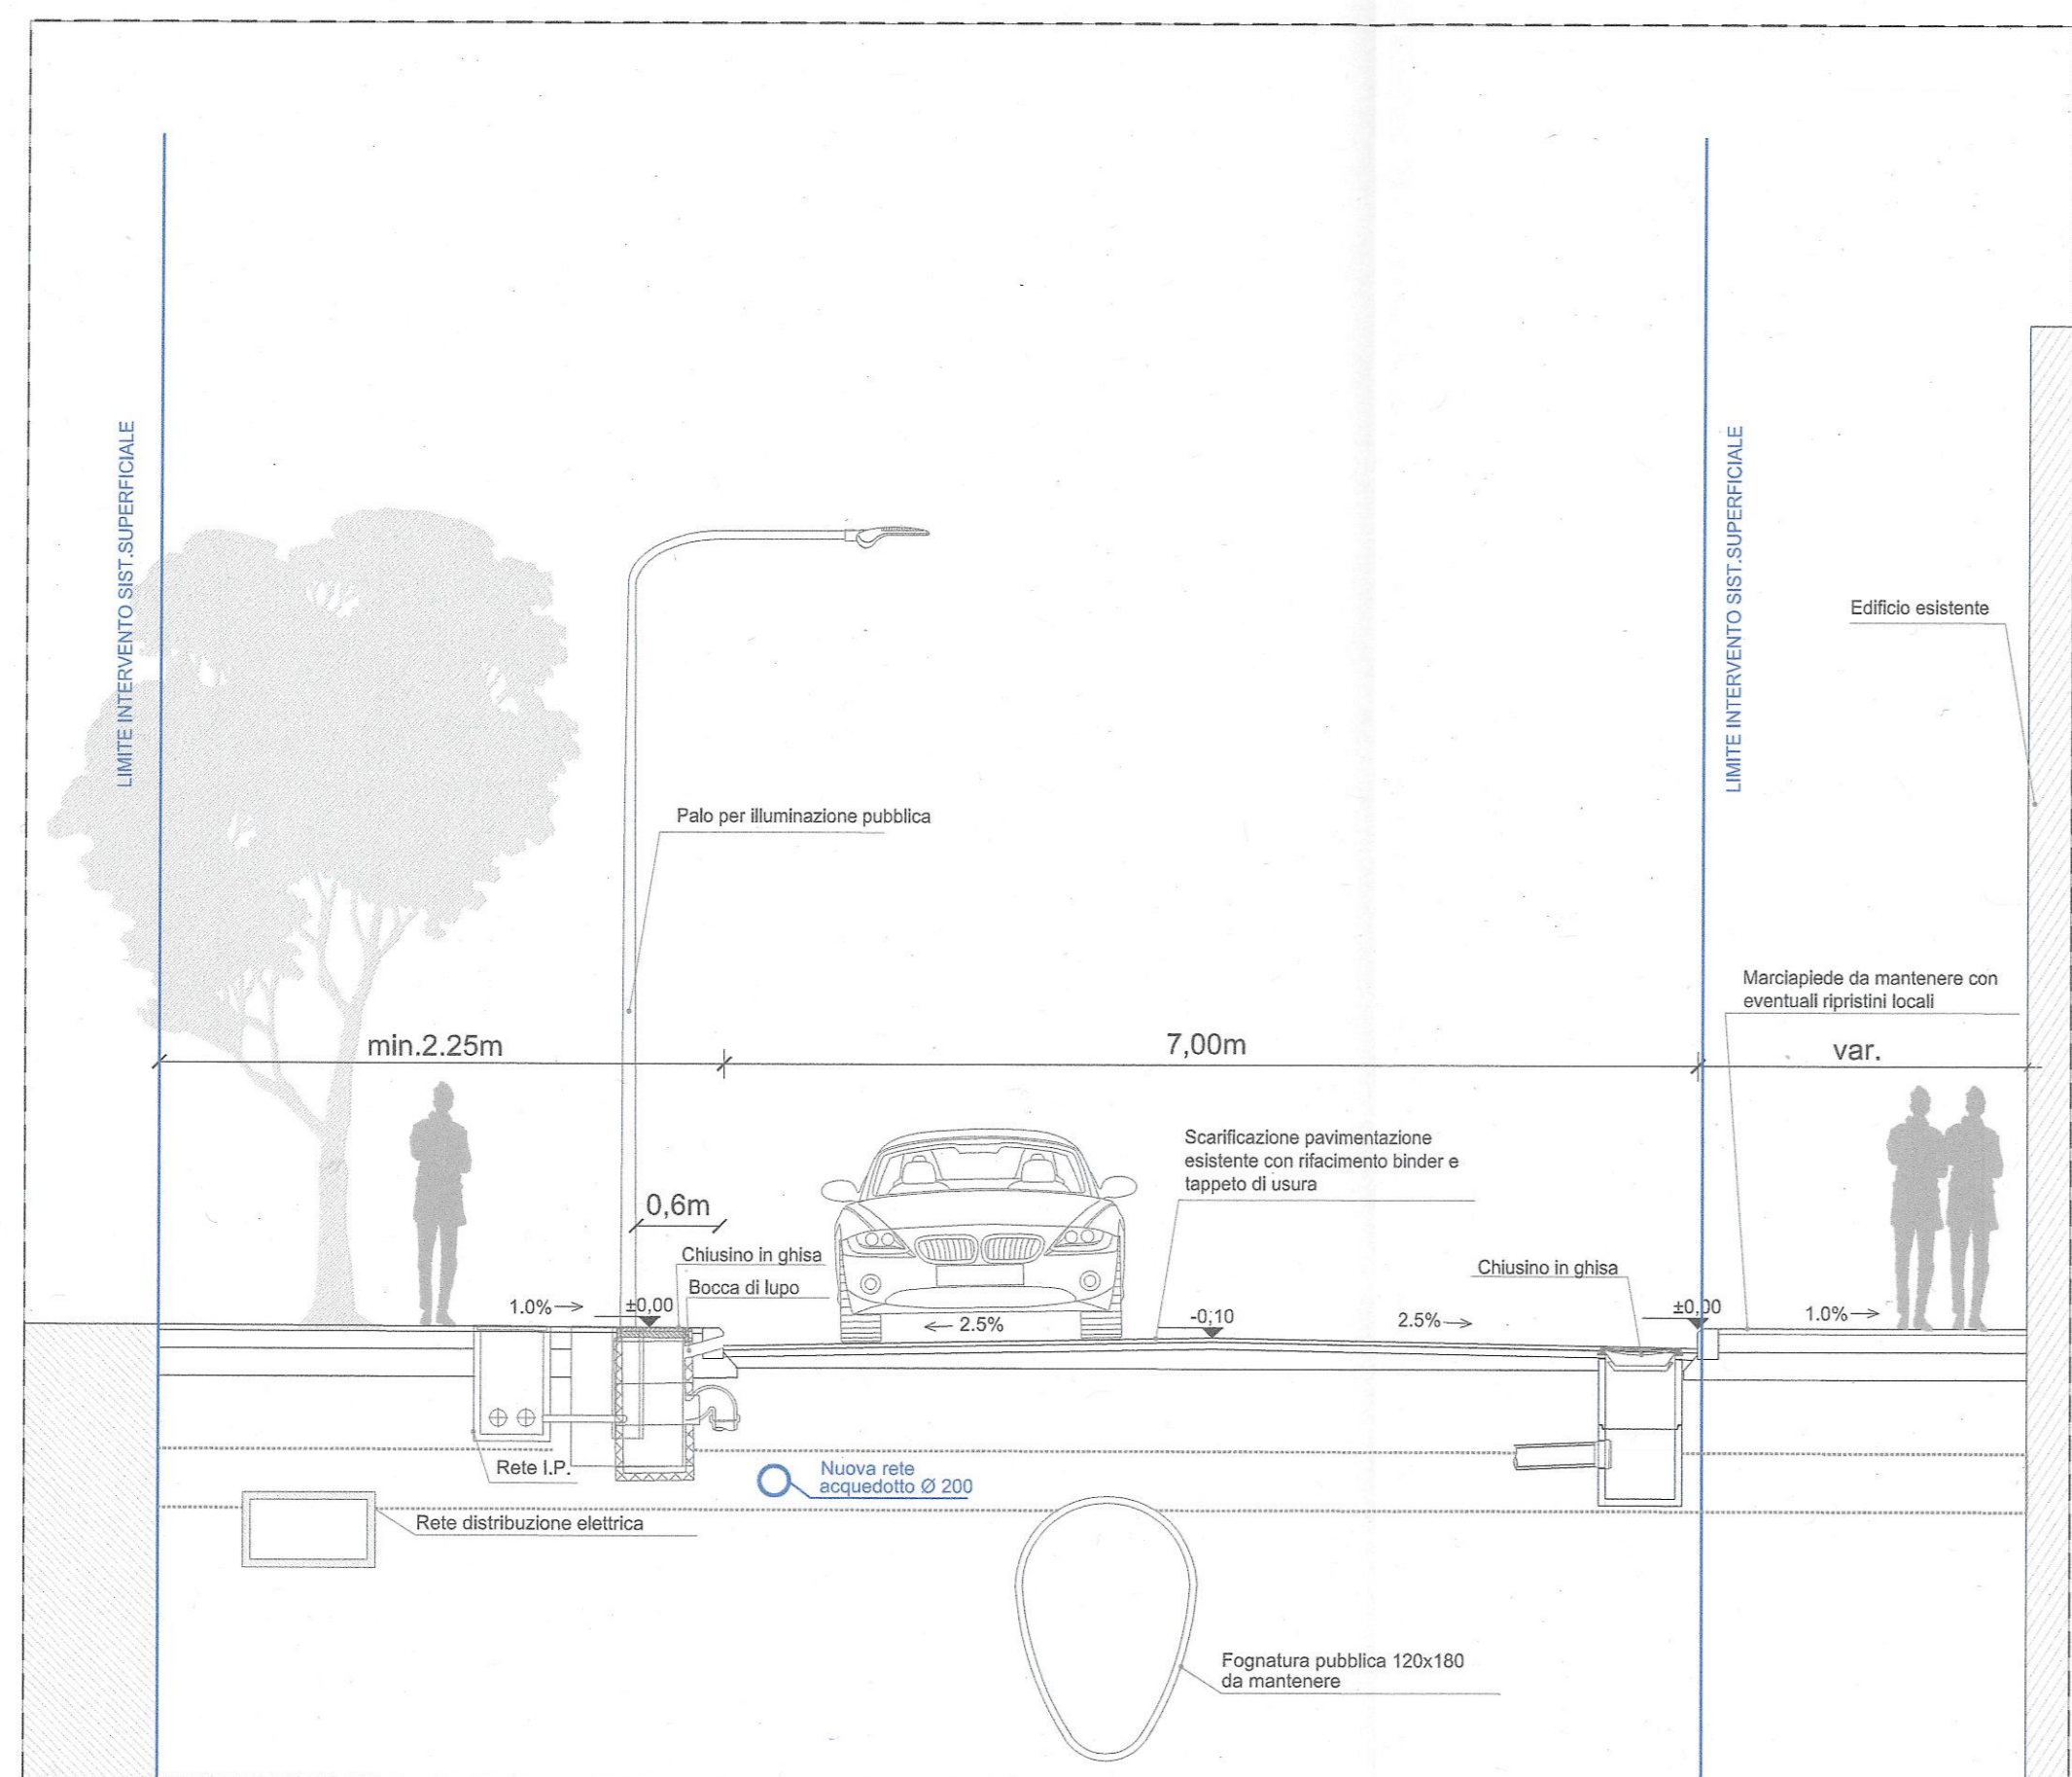 LIMITE INTERVENTO SIST.SUPERFICIALE
LIMITE INTERVENTO SIST.SUPERFICIALE
Edificio esistente
Palo per illuminazione pubblica
Marciapiede da mantenere con
eventuali ripristini locali
min.2.25m
7,00m
var.
Scarificazione pavimentazione
esistente con rifacimento binder e
tappeto di usura
0,6m
Chiusino in ghisa
Bocca di lupo
Chiusino in ghisa
1.0%
±0,00
2.5%
-0,10
2.5%
±0,00
1.0%
Rete I.P.
Nuova rete
acquedotto Ø 200
Rete distribuzione elettrica
Fognatura pubblica 120x180
da mantenere